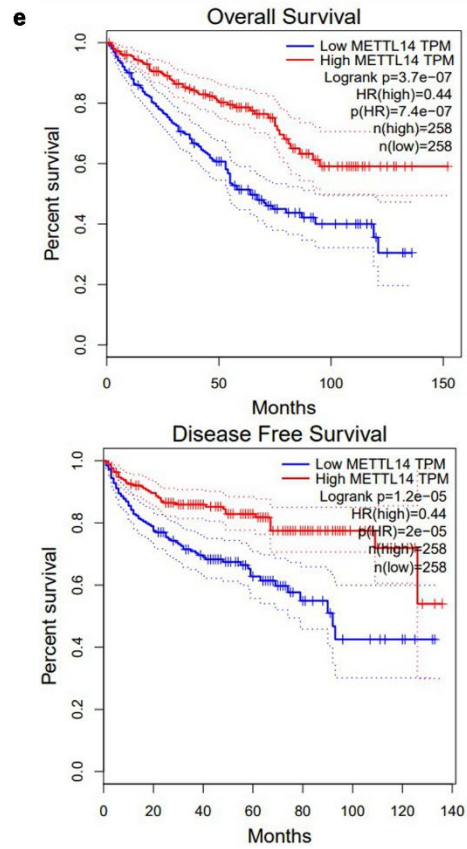 e
Overall Survival
Low METTL14 TPM
High METTL14 TPM
Logrank p=3.7e-07
HR(high)=0.44
p(HR)=7.4e-07
n(high)=258
n(low)=258
Percent survival
1.0
0.8
0.6
0.4
0.2
0.0
0 50 100 150
Months
Disease Free Survival
Low METTL14 TPM
High METTL14 TPM
Logrank p=1.2e-05
HR(high)=0.44
p(HR)=2e-05
n(high)=258
n(low)=258
Percent survival
1.0
0.8
0.6
0.4
0.2
0.0
0 20 40 60 80 100 120 140
Months